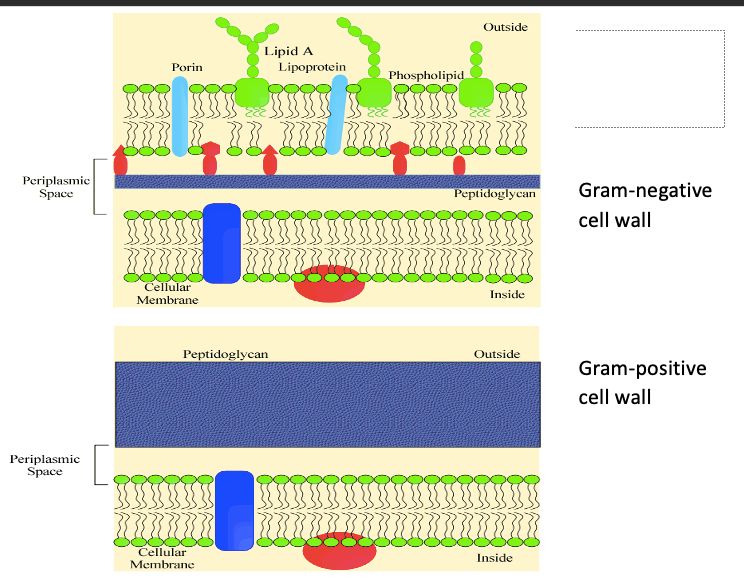 Outside
Lipid A
Porin
Lipoprotein
Phospholipid
Periplasmic
Space
Peptidoglycan
Gram-negative
cell wall
Cellular
Membrane
Inside
Peptidoglycan
Outside
Gram-positive
cell wall
Periplasmic
Space
Cellular
Membrane
Inside